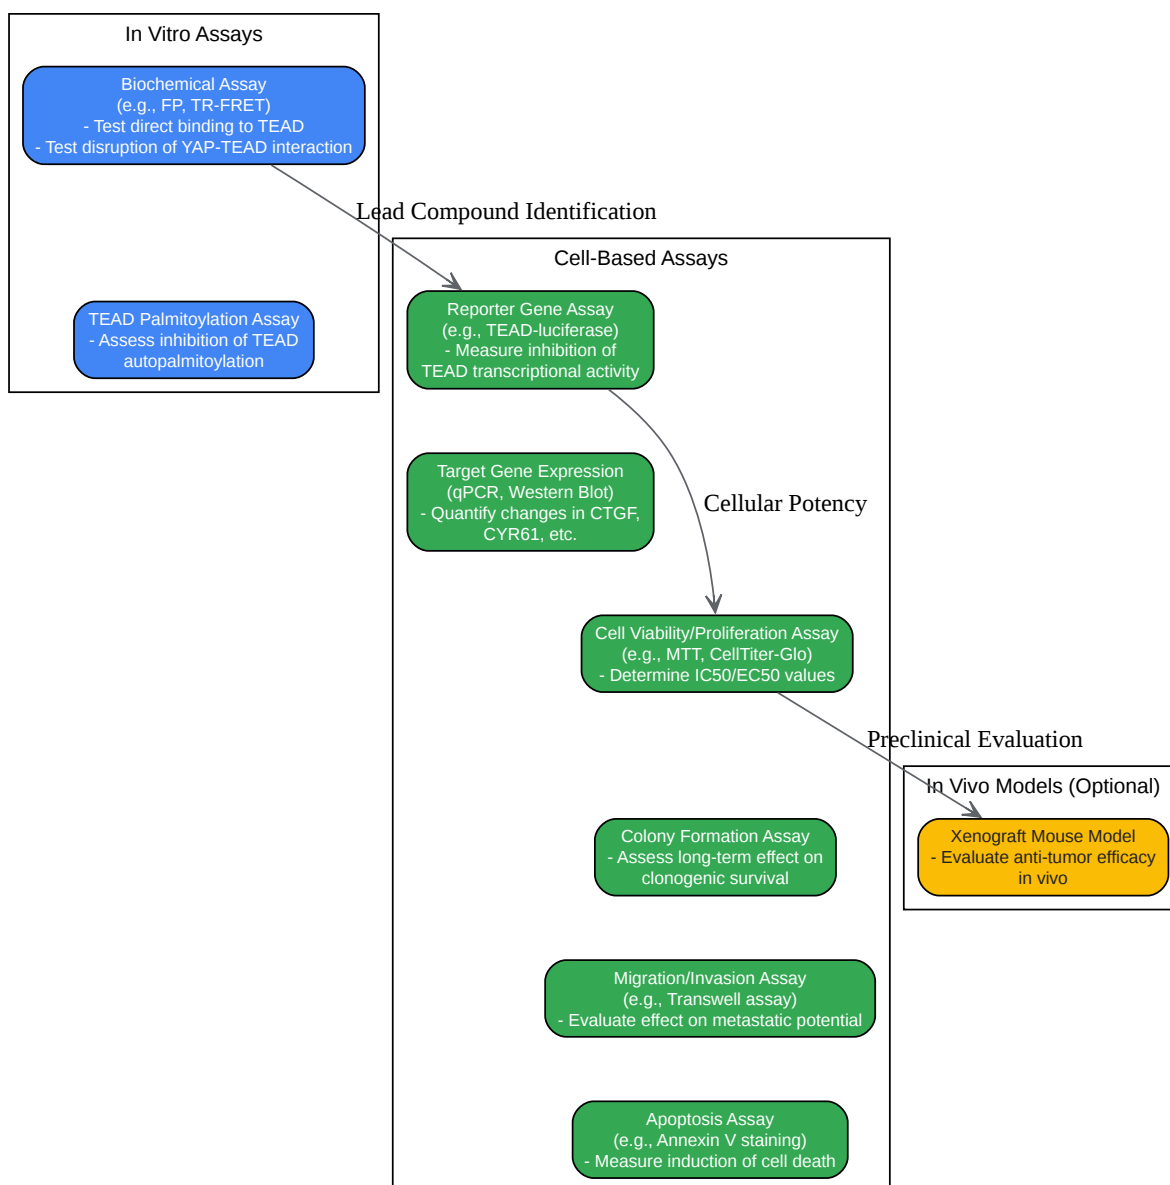 In Vitro Assays
Biochemical Assay
(e.g., FP, TR-FRET)
- Test direct binding to TEAD
- Test disruption of YAP-TEAD interaction
Lead Compound Identification
TEAD Palmitoylation Assay
- Assess inhibition of TEAD
autopalmitoylation
Cell-Based Assays
Reporter Gene Assay
(e.g., TEAD-luciferase)
- Measure inhibition of
TEAD transcriptional activity
Target Gene Expression
(qPCR, Western Blot)
- Quantify changes in CTGF,
CYR61, etc.
Cellular Potency
Cell Viability/Proliferation Assay
(e.g., MTT, CellTiter-Glo)
- Determine IC50/EC50 values
Preclinical Evaluation
In Vivo Models (Optional)
Xenograft Mouse Model
- Evaluate anti-tumor efficacy
in vivo
Colony Formation Assay
- Assess long-term effect on
clonogenic survival
Migration/Invasion Assay
(e.g., Transwell assay)
- Evaluate effect on metastatic potential
Apoptosis Assay
(e.g., Annexin V staining)
- Measure induction of cell death